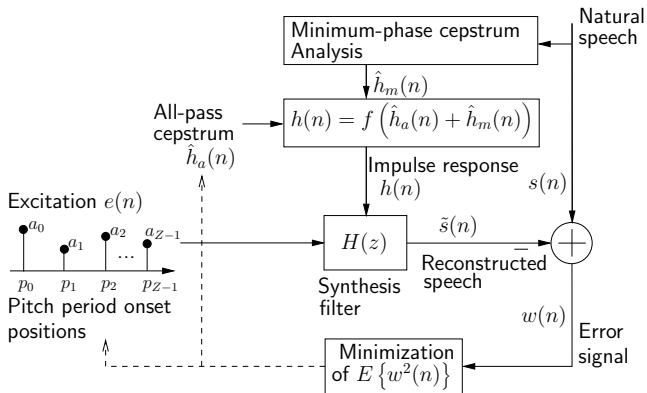 Natural
speech
Minimum-phase cepstrum
Analysis
ĥ_m(n)
All-pass
cepstrum
ĥ_a(n)
h(n) = f(ĥ_a(n) + ĥ_m(n))
Impulse response
h(n)
s(n)
Excitation e(n)
a_0 a_1 a_2 a_{Z−1}
...
p_0 p_1 p_2 p_{Z−1}
Pitch period onset
positions
H(z)
Synthesis
filter
s̃(n)
−
+
Reconstructed
speech
w(n)
Error
signal
Minimization
of E{w²(n)}